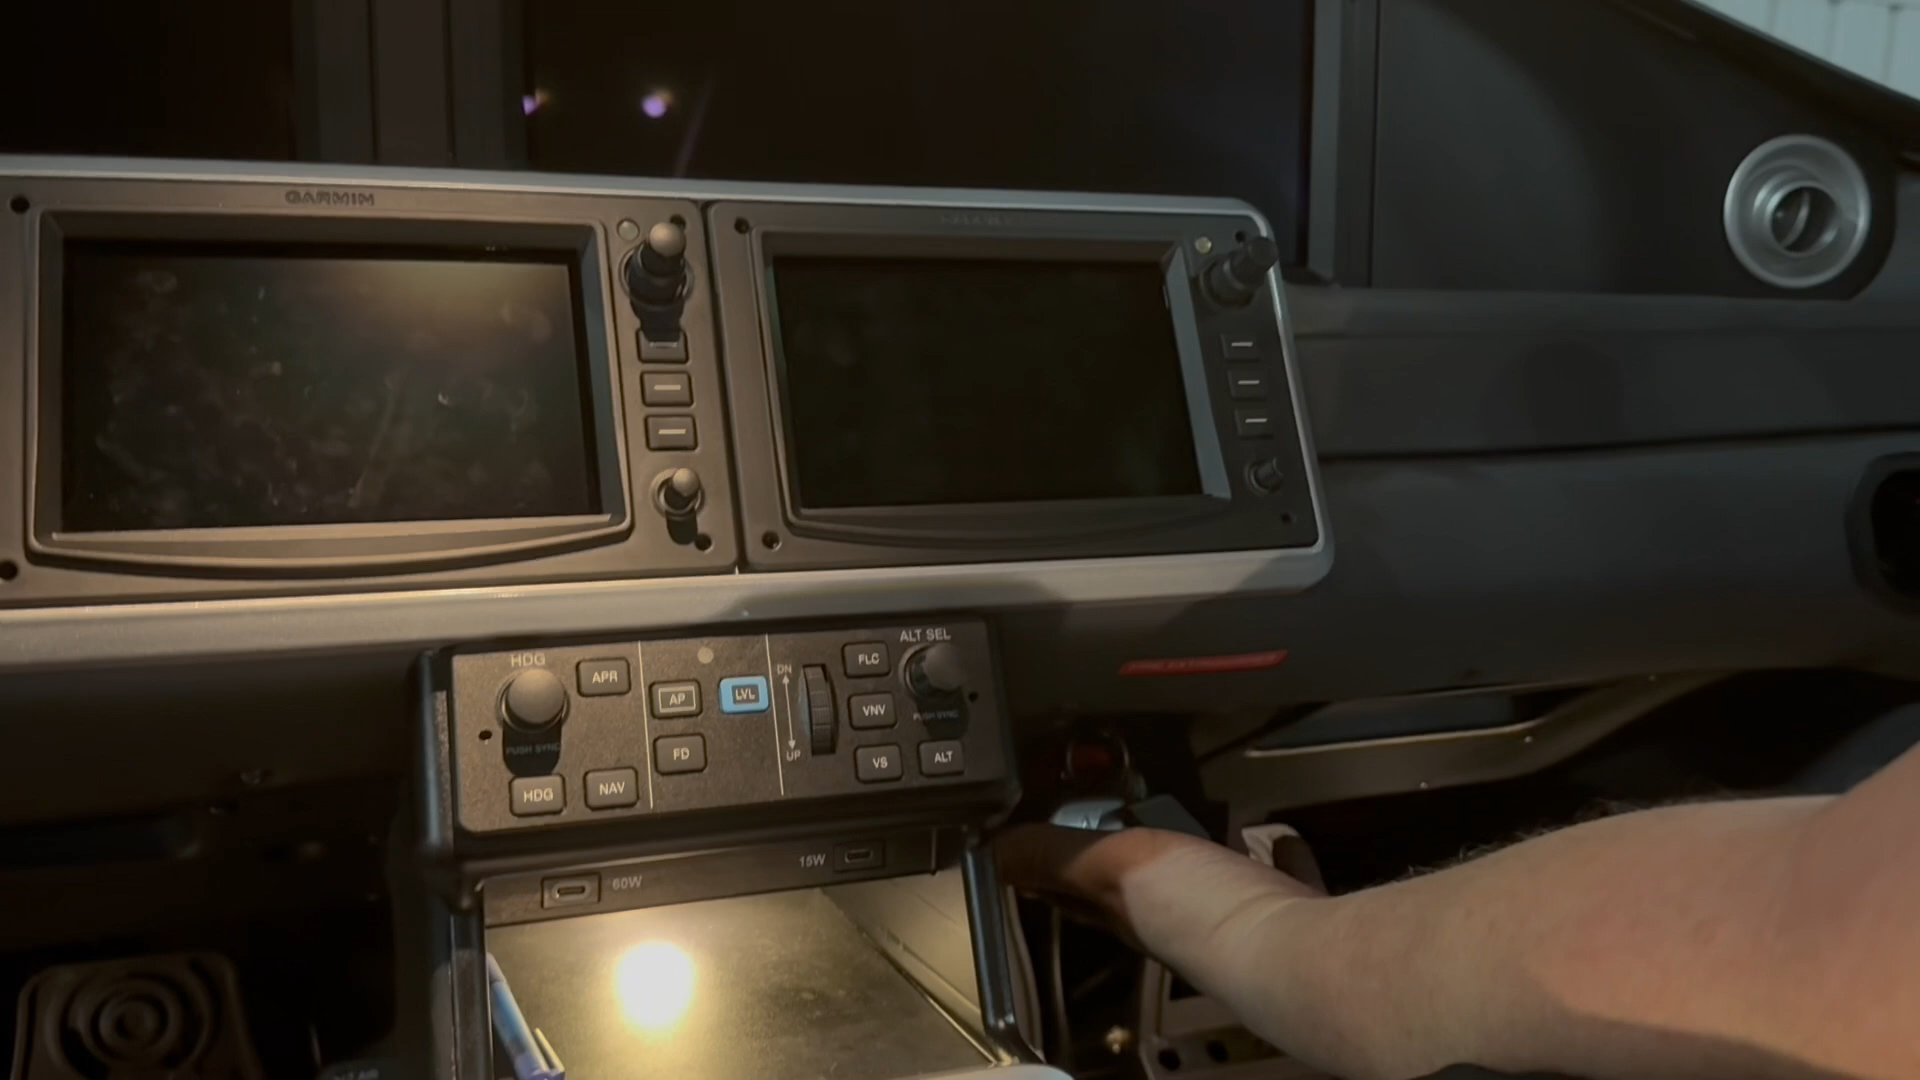 GARMIN
HDG
APR
AP
LVL
DN
FLC
ALT SEL
PUSH SYNC
FD
UP
VNV
PUSH SYNC
HDG
NAV
VS
ALT
60W
15W